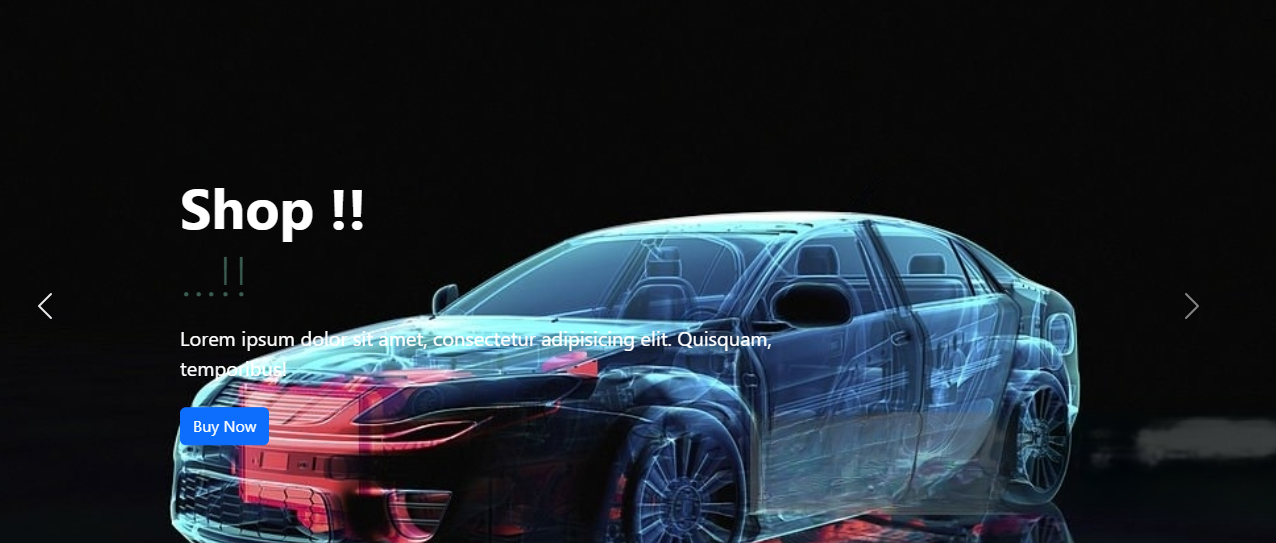 Shop !!
.....!!
Lorem ipsum dolor sit amet, consectetur adipisicing elit. Quisquam,
temporibus!
Buy Now